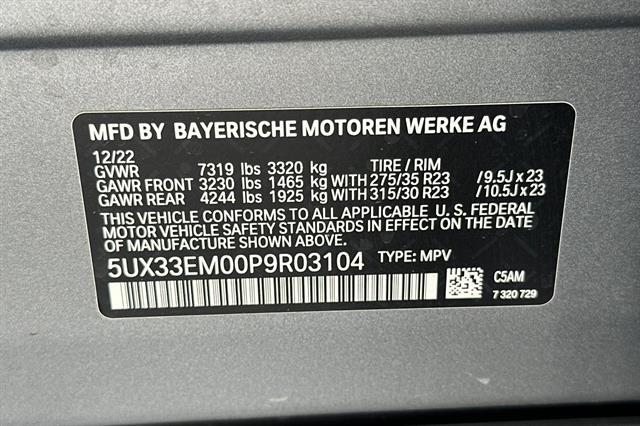 MFD BY BAYERISCHE MOTOREN WERKE AG
12/22
GVWR 7319 lbs 3320 kg TIRE / RIM
GAWR FRONT 3230 lbs 1465 kg WITH 275/35 R23 /9.5J x 23
GAWR REAR 4244 lbs 1925 kg WITH 315/30 R23 /10.5J x 23
THIS VEHICLE CONFORMS TO ALL APPLICABLE U. S. FEDERAL
MOTOR VEHICLE SAFETY STANDARDS IN EFFECT ON THE
DATE OF MANUFACTURE SHOWN ABOVE.
5UX33EM00P9R03104 TYPE: MPV
C5AM
7 320 729